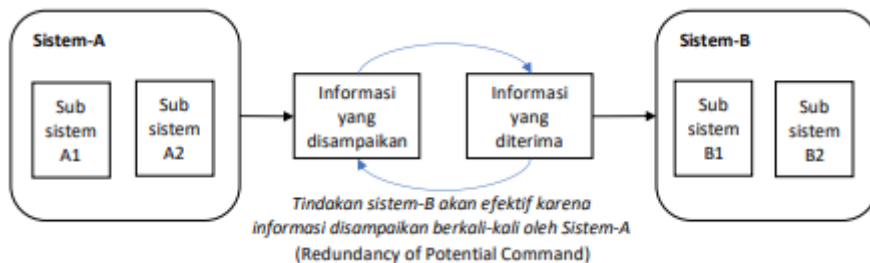 Sistem-A
Sub
sistem
A1
Sub
sistem
A2
Informasi
yang
disampaikan
Informasi
yang
diterima
Sistem-B
Sub
sistem
B1
Sub
sistem
B2
Tindakan sistem-B akan efektif karena
informasi disampaikan berkali-kali oleh Sistem-A
(Redundancy of Potential Command)